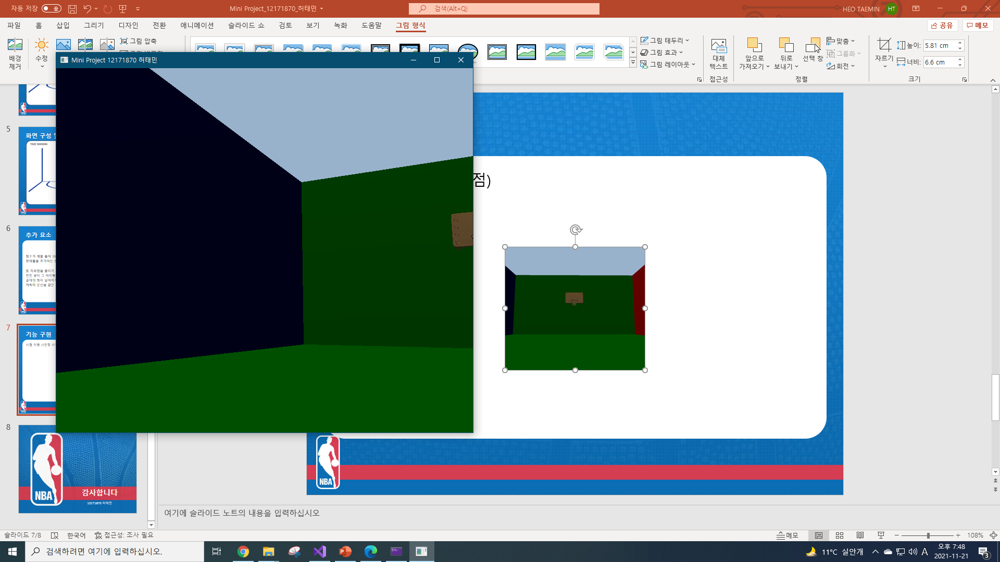 자동 저장 끔
Mini Project_12171870_허태민
검색(Alt+Q)
HEO TAEMIN HT
파일 홈 삽입 그리기 디자인 전환 애니메이션 슬라이드 쇼 검토 보기 녹화 도움말 그림 형식
공유 메모
배경 제거
수정
그림 압축
그림 테두리
그림 효과
그림 레이아웃
대체 텍스트
접근성
앞으로 가져오기
뒤로 보내기
선택 창
맞춤
그룹화
회전
정렬
자르기
높이: 5.81 cm
너비: 6.6 cm
크기
Mini Project 12171870 허태민
5
화면 구성 및
TIME 9999999
6
추가 요소
7
기능 구현
시점 이동 (1인칭 시
8
NBA
감사합니다
12171870 허태민
점)
NBA
여기에 슬라이드 노트의 내용을 입력하십시오
슬라이드 7/8 한국어 접근성: 조사 필요
메모 108%
검색하려면 여기에 입력하십시오.
11°C 실안개
A
오후 7:48
2021-11-21
3